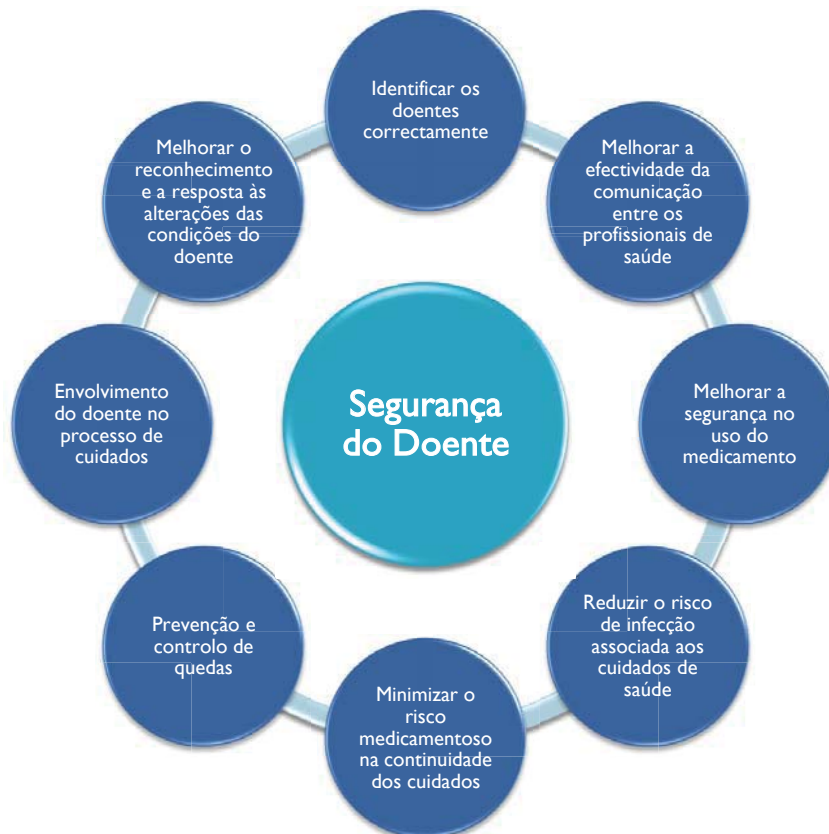 Identificar os
doentes
correctamente
Melhorar a
efectividade da
comunicação
entre os
profissionais de
saúde
Melhorar a
segurança no
uso do
medicamento
Reduzir o risco
de infecção
associada aos
cuidados de
saúde
Minimizar o
risco
medicamentoso
na continuidade
dos cuidados
Prevenção e
controlo de
quedas
Envolvimento
do doente no
processo de
cuidados
Melhorar o
reconhecimento
e a resposta às
alterações das
condições do
doente
Segurança
do Doente